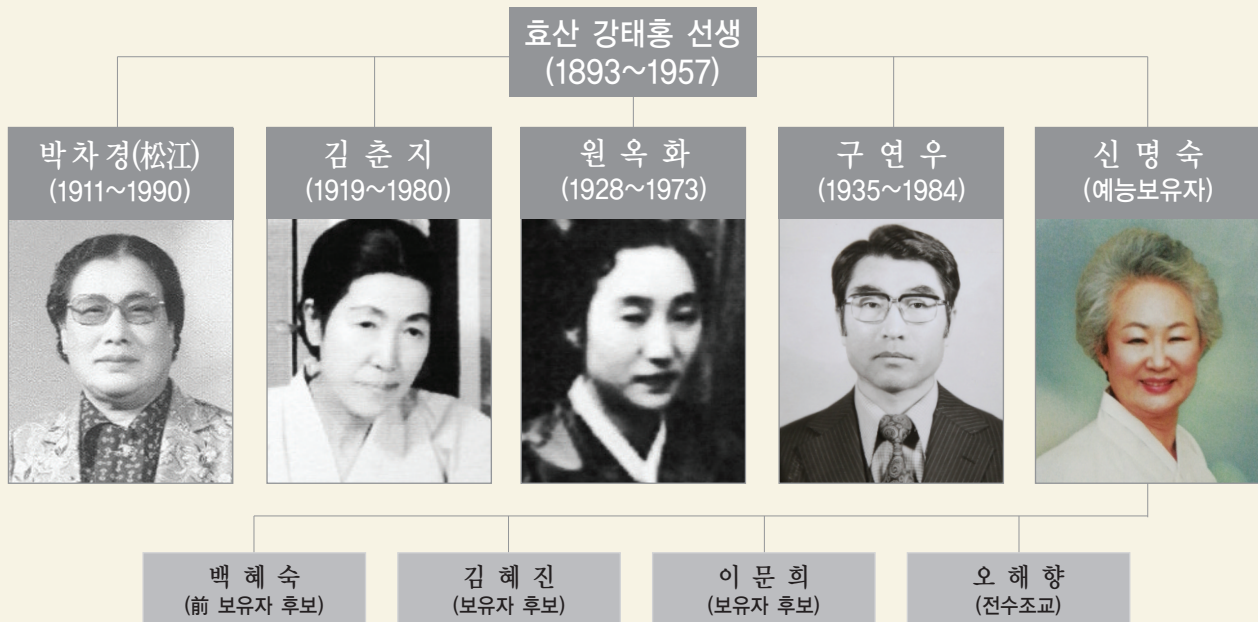 효산 강태홍 선생
(1893~1957)
박차경(松江)
(1911~1990)
김춘지
(1919~1980)
원옥화
(1928~1973)
구연우
(1935~1984)
신명숙
(예능보유자)
백혜숙
(前 보유자 후보)
김혜진
(보유자 후보)
이문희
(보유자 후보)
오해향
(전수조교)